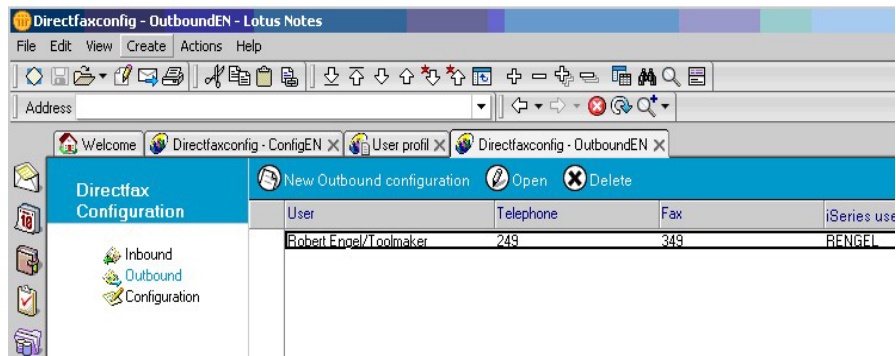 Directfaxconfig - OutboundEN - Lotus Notes
File Edit View Create Actions Help
Address
Welcome Directfaxconfig - ConfigEN User profil Directfaxconfig - OutboundEN
New Outbound configuration Open Delete
Directfax
Configuration
User Telephone Fax iSeries use
Robert Engel/Toolmaker 249 349 RENGEL
Inbound
Outbound
Configuration